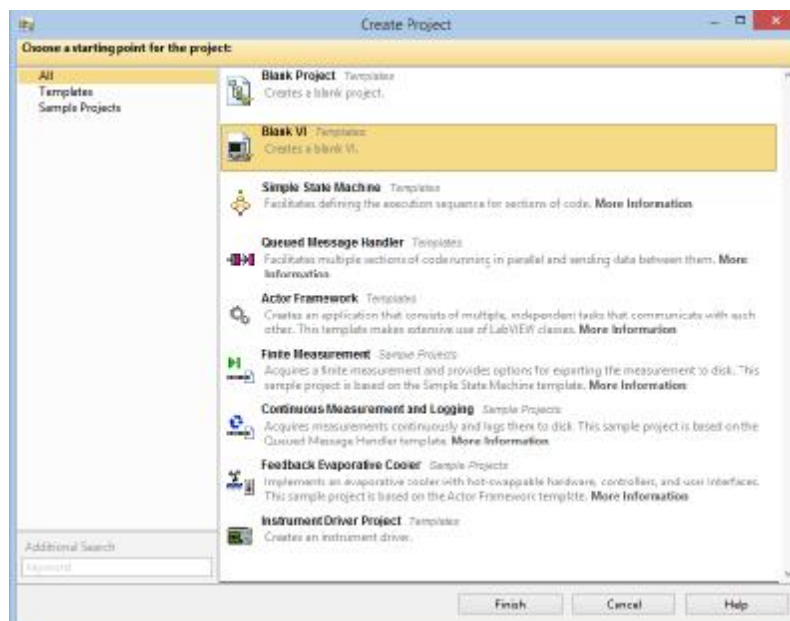 Create Project
Choose a starting point for the project:
All
Templates
Sample Projects
Blank Project Templates
Creates a blank project.
Blank VI Templates
Creates a blank VI.
Simple State Machine Templates
Facilitates defining the execution sequence for sections of code. More Information
Queued Message Handler Templates
Facilitates multiple sections of code running in parallel and sending data between them. More
Information
Actor Framework Templates
Creates an application that consists of multiple, independent tasks that communicate with each
other. This template makes extensive use of LabVIEW classes. More Information
Finite Measurement Sample Projects
Acquires a finite measurement and provides options for exporting the measurement to disk. This
sample project is based on the Simple State Machine template. More Information
Continuous Measurement and Logging Sample Projects
Acquires measurements continuously and logs them to disk. This sample project is based on the
Queued Message Handler template. More Information
Feedback Evaporative Cooler Sample Projects
Implements an evaporative cooler with hot-swappable hardware, controllers, and user interfaces.
This sample project is based on the Actor Framework template. More Information
Instrument Driver Project Templates
Creates an instrument driver.
Additional Search
Keyword
Finish
Cancel
Help